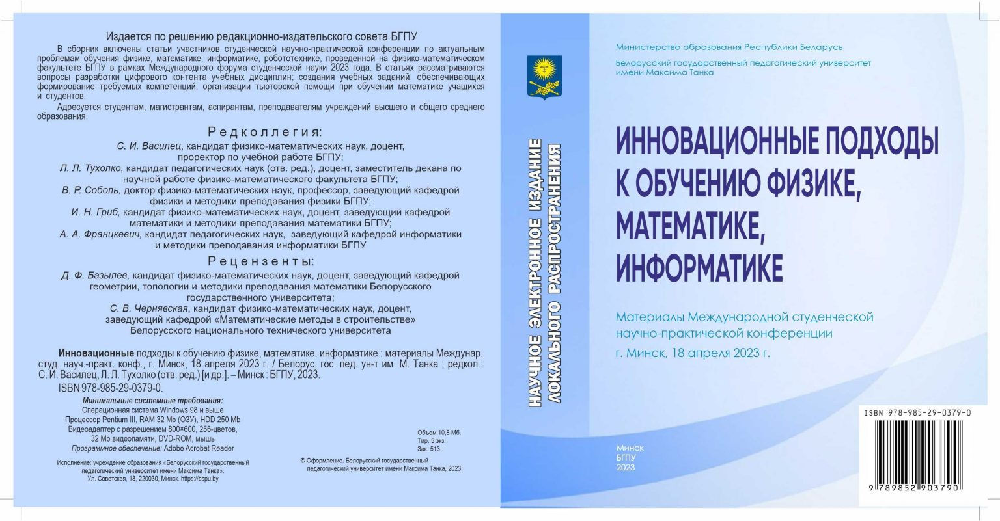 Издается по решению редакционно-издательского совета БГПУ
В сборник включены статьи участников студенческой научно-практической конференции по актуальным
проблемам обучения физике, математике, информатике, робототехнике, проведенной на физико-математическом
факультете БГПУ в рамках Международного форума студенческой науки 2023 года. В статьях рассматриваются
вопросы разработки цифрового контента учебных дисциплин; создания учебных заданий, обеспечивающих
формирование требуемых компетенций; организации тьюторской помощи при обучении математике учащихся
и студентов.
Адресуется студентам, магистрантам, аспирантам, преподавателям учреждений высшего и общего среднего
образования.
Редколлегия:
С. И. Василец, кандидат физико-математических наук, доцент,
проректор по учебной работе БГПУ;
Л. Л. Тухолко, кандидат педагогических наук (отв. ред.), доцент, заместитель декана по
научной работе физико-математического факультета БГПУ;
В. Р. Соболь, доктор физико-математических наук, профессор, заведующий кафедрой
физики и методики преподавания физики БГПУ;
И. Н. Гриб, кандидат физико-математических наук, доцент, заведующий кафедрой
математики и методики преподавания математики БГПУ;
А. А. Францкевич, кандидат педагогических наук, заведующий кафедрой информатики
и методики преподавания информатики БГПУ
Рецензенты:
Д. Ф. Базылев, кандидат физико-математических наук, доцент, заведующий кафедрой
геометрии, топологии и методики преподавания математики Белорусского
государственного университета;
С. В. Чернявская, кандидат физико-математических наук, доцент,
заведующий кафедрой «Математические методы в строительстве»
Белорусского национального технического университета
Инновационные подходы к обучению физике, математике, информатике : материалы Междунар.
студ. науч.-практ. конф., г. Минск, 18 апреля 2023 г. / Белорус. гос. пед. ун-т им. М. Танка ; редкол.:
С. И. Василец, Л. Л. Тухолко (отв. ред.) [и др.]. – Минск : БГПУ, 2023.
ISBN 978-985-29-0379-0.
Минимальные системные требования:
Операционная система Windows 98 и выше
Процессор Pentium III, RAM 32 Mb (ОЗУ), HDD 250 Mb
Видеоадаптер с разрешением 800×600, 256-цветов,
32 Mb видеопамяти, DVD-ROM, мышь
Программное обеспечение: Adobe Acrobat Reader
Объем 10,8 Мб.
Тир. 5 экз.
Зак. 513.
Исполнение: учреждение образования «Белорусский государственный
педагогический университет имени Максима Танка».
Ул. Советская, 18, 220030, Минск. https://bspu.by
© Оформление. Белорусский государственный
педагогический университет имени Максима Танка, 2023
НАУЧНОЕ ЭЛЕКТРОННОЕ ИЗДАНИЕ
ЛОКАЛЬНОГО РАСПРОСТРАНЕНИЯ
Министерство образования Республики Беларусь
Белорусский государственный педагогический университет
имени Максима Танка
ИННОВАЦИОННЫЕ ПОДХОДЫ
К ОБУЧЕНИЮ ФИЗИКЕ,
МАТЕМАТИКЕ,
ИНФОРМАТИКЕ
Материалы Международной студенческой
научно-практической конференции
г. Минск, 18 апреля 2023 г.
Минск
БГПУ
2023
ISBN 978-985-29-0379-0
9 789852 903790